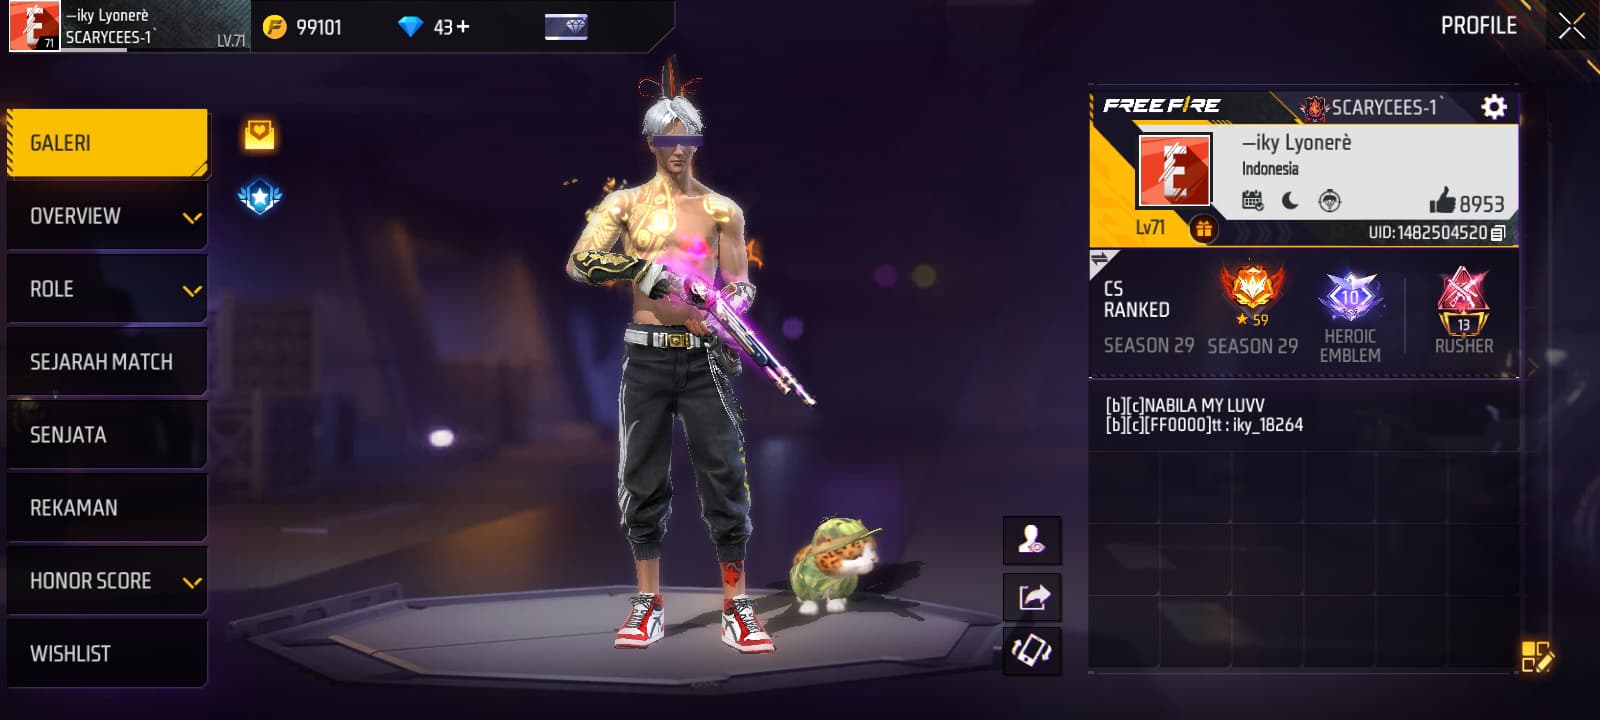 –iky Lyonerè
SCARYCEES-1`
71
LV.71
99101
43+
PROFILE
GALERI
OVERVIEW
ROLE
SEJARAH MATCH
SENJATA
REKAMAN
HONOR SCORE
WISHLIST
FREE FIRE
SCARYCEES-1`
–iky Lyonerè
Indonesia
8953
Lv71
UID: 1482504520
CS
RANKED
SEASON 29
59
SEASON 29
10
HEROIC
EMBLEM
13
RUSHER
[b][c]NABILA MY LUVV
[b][c][FF0000]tt : iky_18264